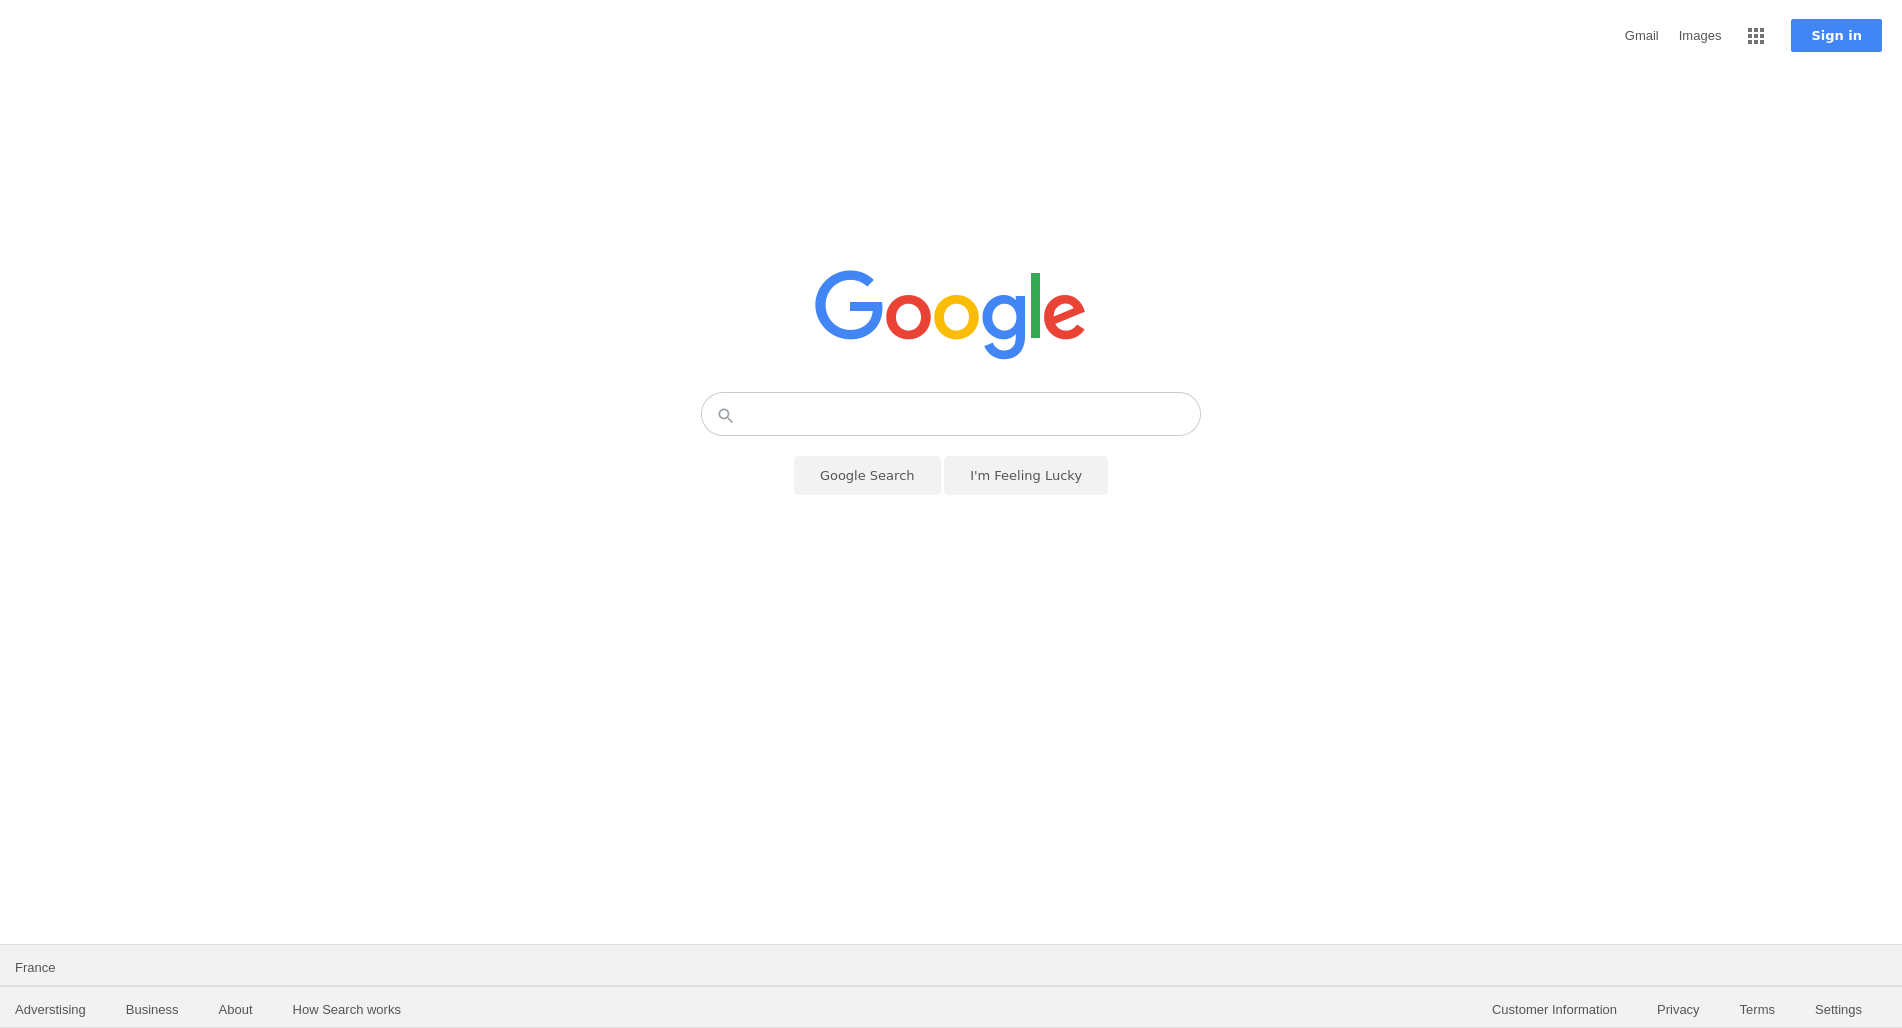 Gmail Images Sign in
Google
Google Search I'm Feeling Lucky
France
Adverstising Business About How Search works Customer Information Privacy Terms Settings